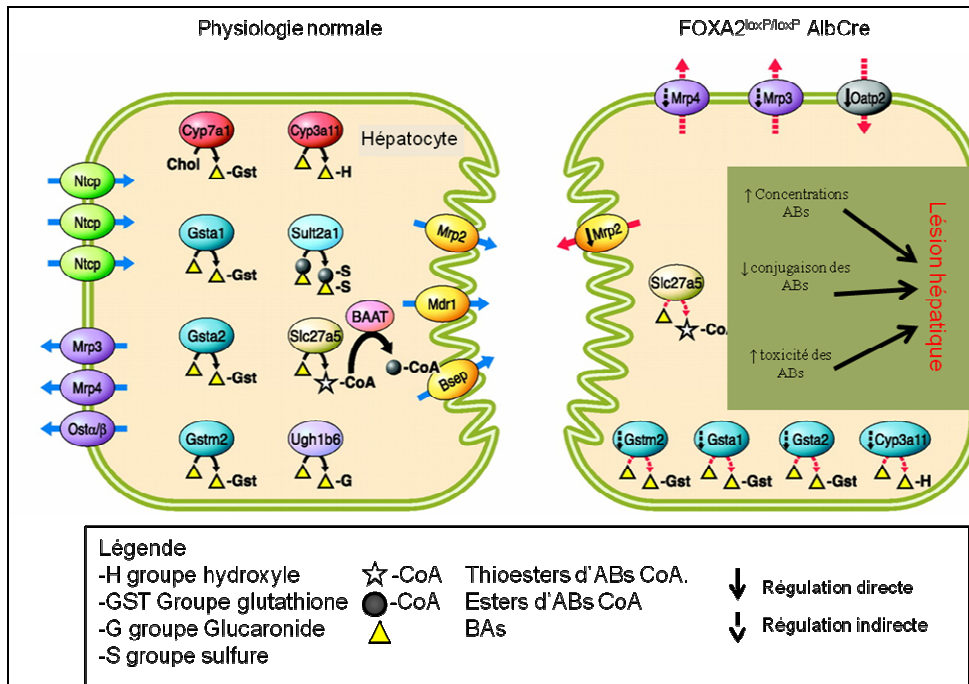 Physiologie normale
FOXA2loxP/loxP AlbCre
Mrp4
Mrp3
Oatp2
Cyp7a1
Cyp3a11
Hépatocyte
Chol
-Gst
-H
Ntcp
Ntcp
Ntcp
Gsta1
Sult2a1
-Gst
-S
-S
Mrp2
Mdr1
Bsep
BAAT
Gsta2
Slc27a5
-Gst
-CoA
-CoA
Mrp3
Mrp4
Ostα/β
Gstm2
Ugh1b6
-Gst
-G
Mrp2
Slc27a5
-CoA
↑ Concentrations
ABs
↓ conjugaison des
ABs
↑ toxicité des
ABs
Lésion hépatique
Gstm2
Gsta1
Gsta2
Cyp3a11
-Gst
-Gst
-Gst
-H
Légende
-H groupe hydroxyle
-GST Groupe glutathione
-G groupe Glucaronide
-S groupe sulfure
-CoA Thioesters d'ABs CoA.
-CoA Esters d'ABs CoA
BAs
Régulation directe
Régulation indirecte